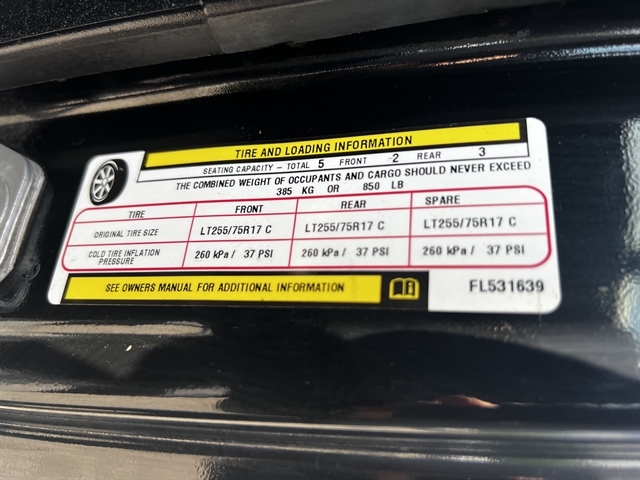 TIRE AND LOADING INFORMATION
SEATING CAPACITY - TOTAL 5 FRONT 2 REAR 3
THE COMBINED WEIGHT OF OCCUPANTS AND CARGO SHOULD NEVER EXCEED
385 KG OR 850 LB
TIRE FRONT REAR SPARE
ORIGINAL TIRE SIZE LT255/75R17 C LT255/75R17 C LT255/75R17 C
COLD TIRE INFLATION PRESSURE 260 kPa / 37 PSI 260 kPa / 37 PSI 260 kPa / 37 PSI
SEE OWNERS MANUAL FOR ADDITIONAL INFORMATION FL531639